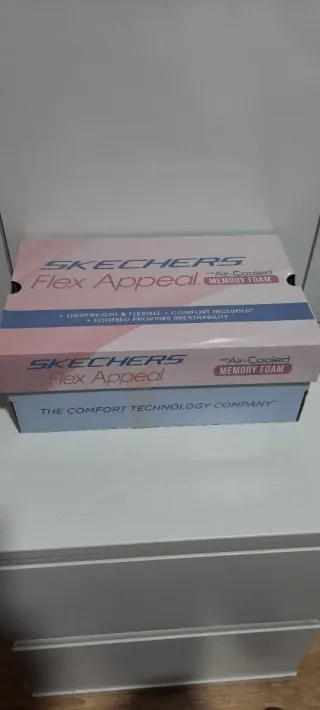 SKECHERS
Flex Appeal. WITH Air-Cooled
MEMORY FOAM
• LIGHTWEIGHT & FLEXIBLE • COMFORT INCLUDED
• FOOTBED PROVIDES BREATHABILITY
SKECHERS
Flex Appeal WITH Air-Cooled
MEMORY FOAM
THE COMFORT TECHNOLOGY COMPANY